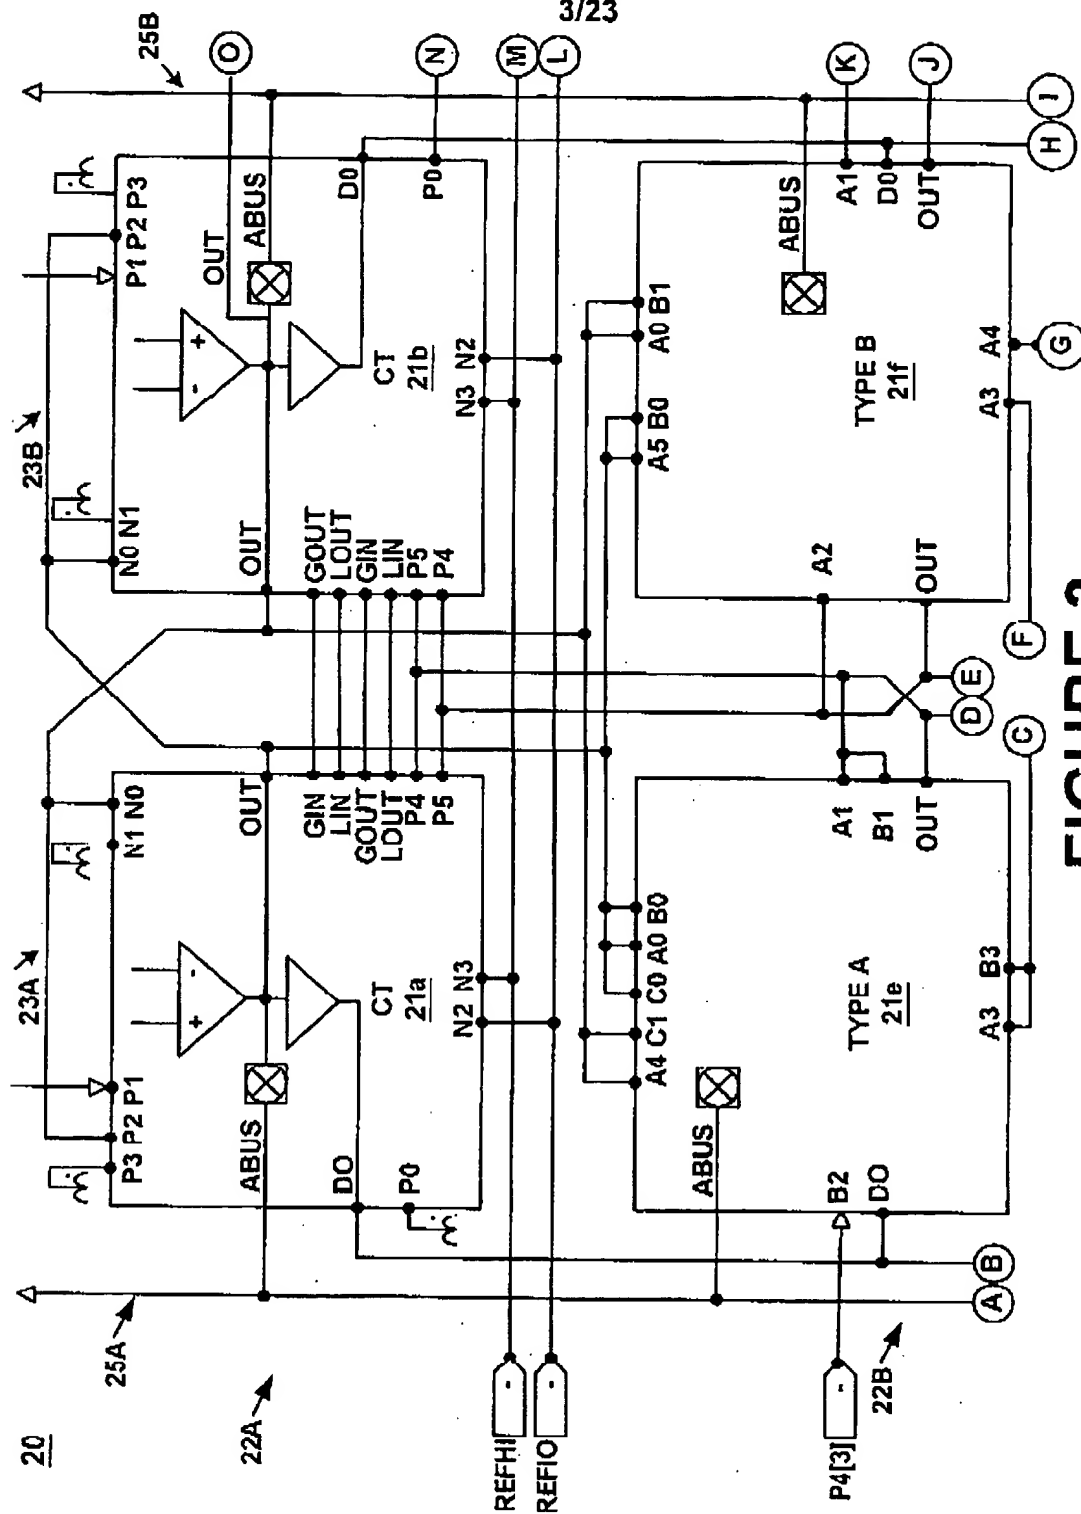 3/23
20
25A
22A
23A
23B
25B
P3 P2 P1
N1 N0
N0 N1
P1 P2 P3
ABUS
OUT
OUT
OUT
ABUS
O
DO
P0
D0
P0
N
CT
21a
CT
21b
GIN
LIN
GOUT
LOUT
P4
P5
GOUT
LOUT
GIN
LIN
P5
P4
N2 N3
N3 N2
M
L
REFHI
-
REFIO
-
A4 C1 C0 A0 B0
A5 B0
A0 B1
ABUS
ABUS
TYPE A
21e
TYPE B
21f
B2
DO
A1
B1
OUT
A2
OUT
A1
D0
OUT
K
J
P4[3]
-
22B
A3 B3
A3
A4
A
B
C
D
E
F
G
H
I